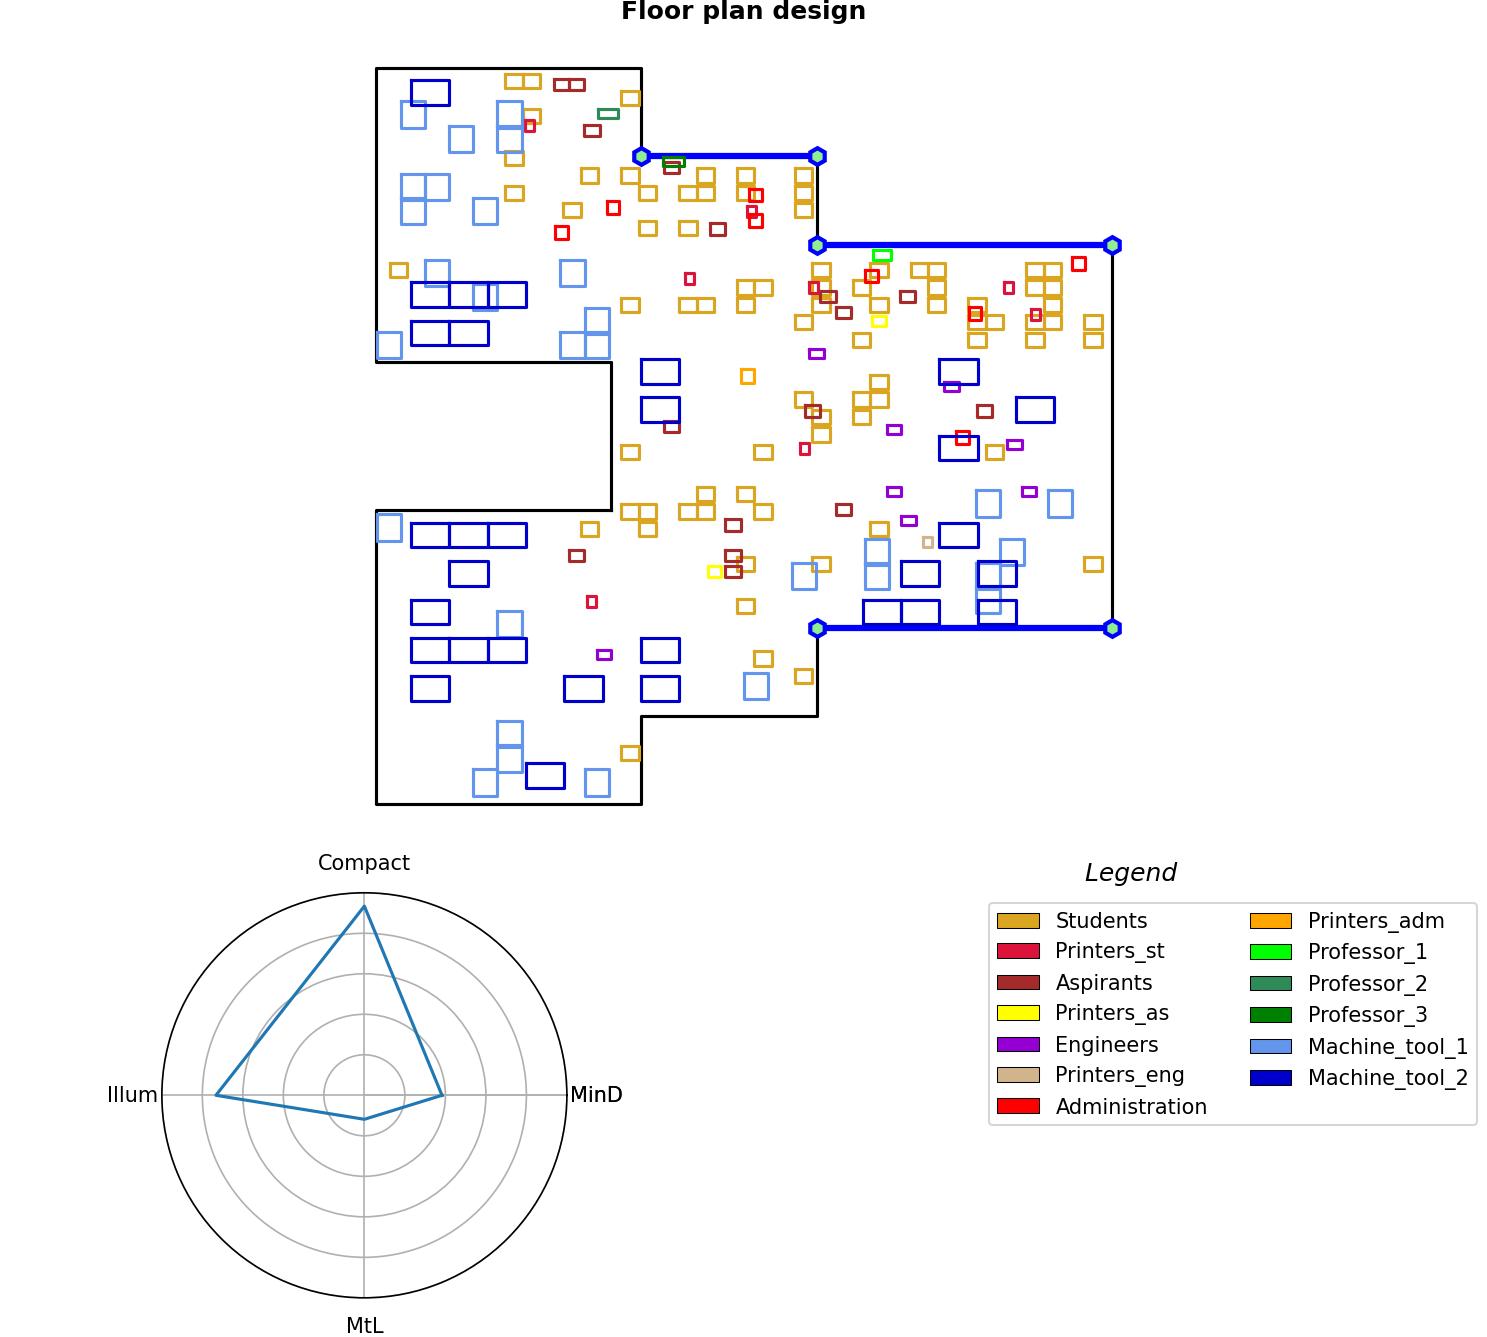 Floor plan design
Compact
Illum
MinD
MtL
Legend
Students
Printers_st
Aspirants
Printers_as
Engineers
Printers_eng
Administration
Printers_adm
Professor_1
Professor_2
Professor_3
Machine_tool_1
Machine_tool_2